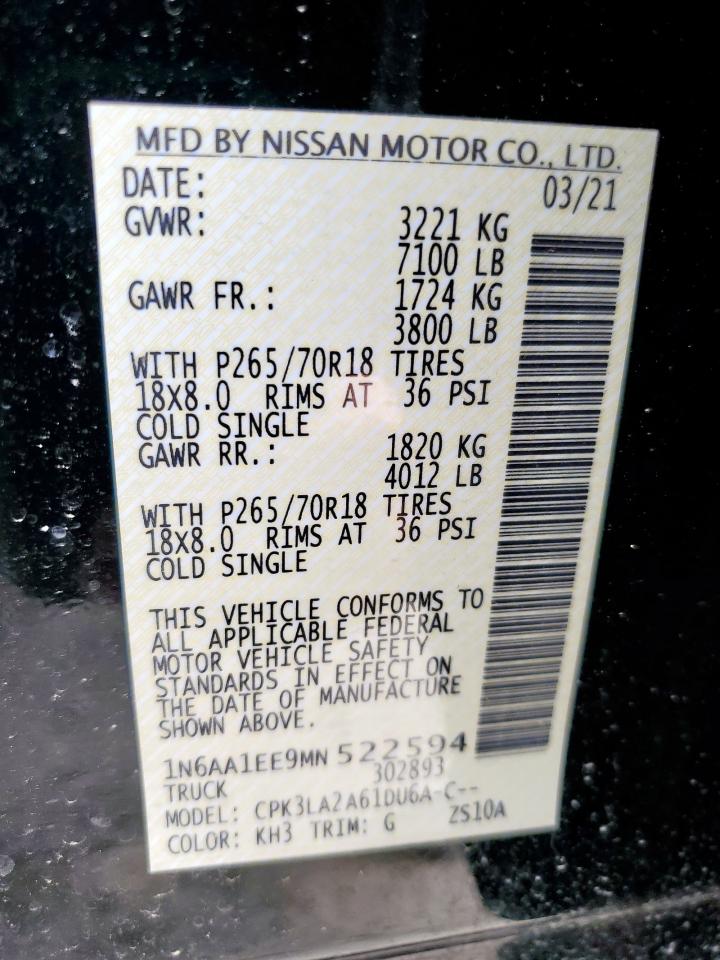 MFD BY NISSAN MOTOR CO., LTD.
DATE: 03/21
GVWR: 3221 KG
7100 LB
GAWR FR.: 1724 KG
3800 LB
WITH P265/70R18 TIRES
18X8.0 RIMS AT 36 PSI
COLD SINGLE
GAWR RR.: 1820 KG
4012 LB
WITH P265/70R18 TIRES
18X8.0 RIMS AT 36 PSI
COLD SINGLE
THIS VEHICLE CONFORMS TO
ALL APPLICABLE FEDERAL
MOTOR VEHICLE SAFETY
STANDARDS IN EFFECT ON
THE DATE OF MANUFACTURE
SHOWN ABOVE.
1N6AA1EE9MN 522594
TRUCK 302893
MODEL: CPK3LA2A61DU6A-C--
COLOR: KH3 TRIM: G ZS10A